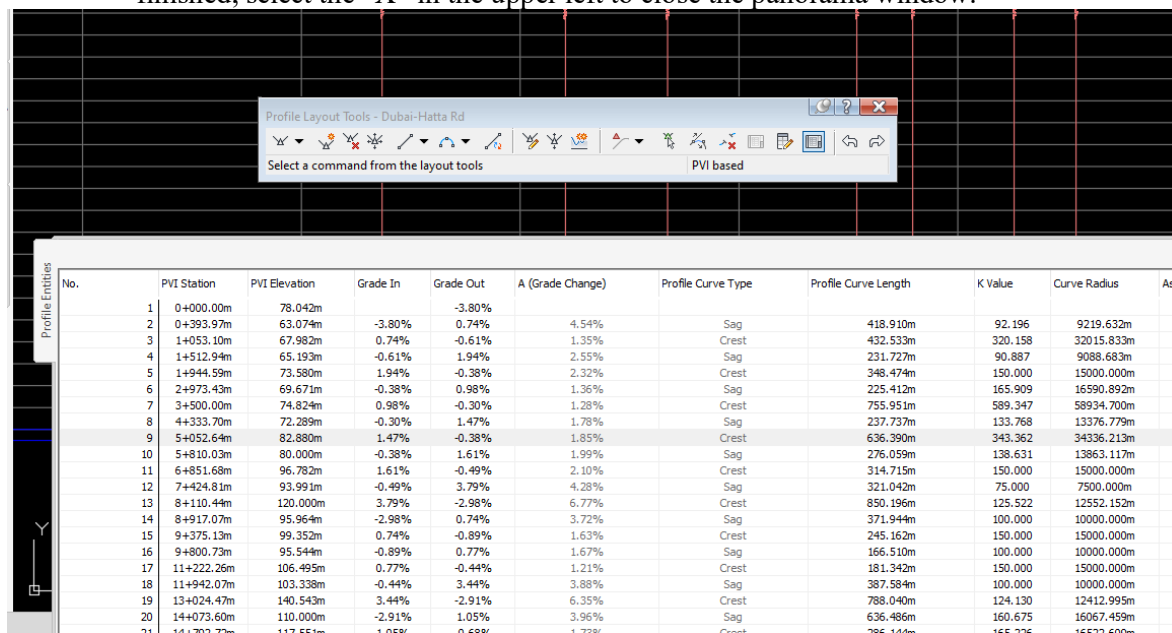 finished, select the "X" in the upper left to close the panorama window.
Profile Layout Tools - Dubai-Hatta Rd
Select a command from the layout tools PVI based
Profile Entities
No. PVI Station PVI Elevation Grade In Grade Out A (Grade Change) Profile Curve Type Profile Curve Length K Value Curve Radius As
1 0+000.00m 78.042m -3.80%
2 0+393.97m 63.074m -3.80% 0.74% 4.54% Sag 418.910m 92.196 9219.632m
3 1+053.10m 67.982m 0.74% -0.61% 1.35% Crest 432.533m 320.158 32015.833m
4 1+512.94m 65.193m -0.61% 1.94% 2.55% Sag 231.727m 90.887 9088.683m
5 1+944.59m 73.580m 1.94% -0.38% 2.32% Crest 348.474m 150.000 15000.000m
6 2+973.43m 69.671m -0.38% 0.98% 1.36% Sag 225.412m 165.909 16590.892m
7 3+500.00m 74.824m 0.98% -0.30% 1.28% Crest 755.951m 589.347 58934.700m
8 4+333.70m 72.289m -0.30% 1.47% 1.78% Sag 237.737m 133.768 13376.779m
9 5+052.64m 82.880m 1.47% -0.38% 1.85% Crest 636.390m 343.362 34336.213m
10 5+810.03m 80.000m -0.38% 1.61% 1.99% Sag 276.059m 138.631 13863.117m
11 6+851.68m 96.782m 1.61% -0.49% 2.10% Crest 314.715m 150.000 15000.000m
12 7+424.81m 93.991m -0.49% 3.79% 4.28% Sag 321.042m 75.000 7500.000m
13 8+110.44m 120.000m 3.79% -2.98% 6.77% Crest 850.196m 125.522 12552.152m
14 8+917.07m 95.964m -2.98% 0.74% 3.72% Sag 371.944m 100.000 10000.000m
15 9+375.13m 99.352m 0.74% -0.89% 1.63% Crest 245.162m 150.000 15000.000m
16 9+800.73m 95.544m -0.89% 0.77% 1.67% Sag 166.510m 100.000 10000.000m
17 11+222.26m 106.495m 0.77% -0.44% 1.21% Crest 181.342m 150.000 15000.000m
18 11+942.07m 103.338m -0.44% 3.44% 3.88% Sag 387.584m 100.000 10000.000m
19 13+024.47m 140.543m 3.44% -2.91% 6.35% Crest 788.040m 124.130 12412.995m
20 14+073.60m 110.000m -2.91% 1.05% 3.96% Sag 636.486m 160.675 16067.459m
Y